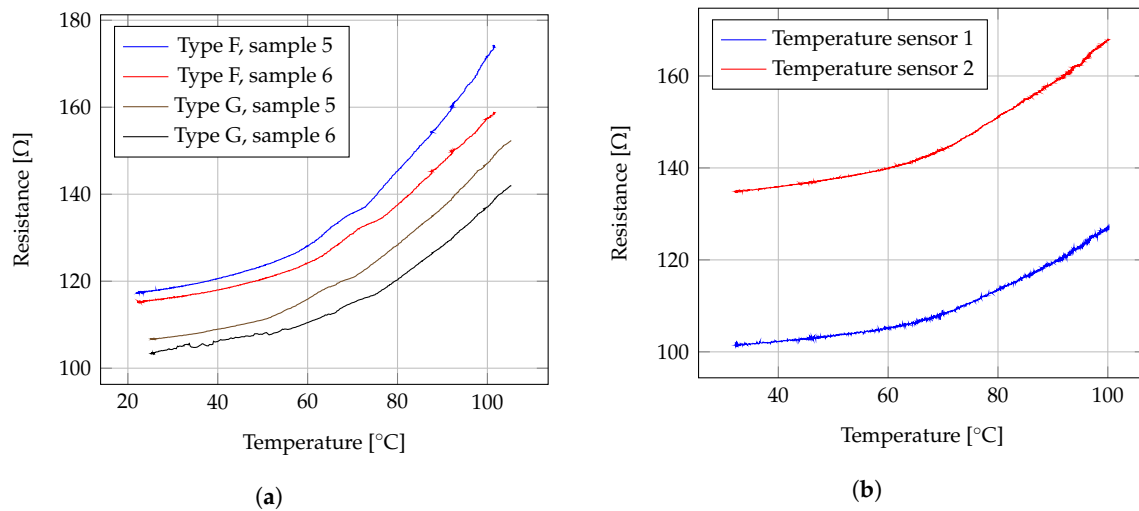 180
160
140
120
100
20
40
60
80
100
Resistance [Ω]
Temperature [°C]
Type F, sample 5
Type F, sample 6
Type G, sample 5
Type G, sample 6
(a)
160
140
120
100
40
60
80
100
Resistance [Ω]
Temperature [°C]
Temperature sensor 1
Temperature sensor 2
(b)